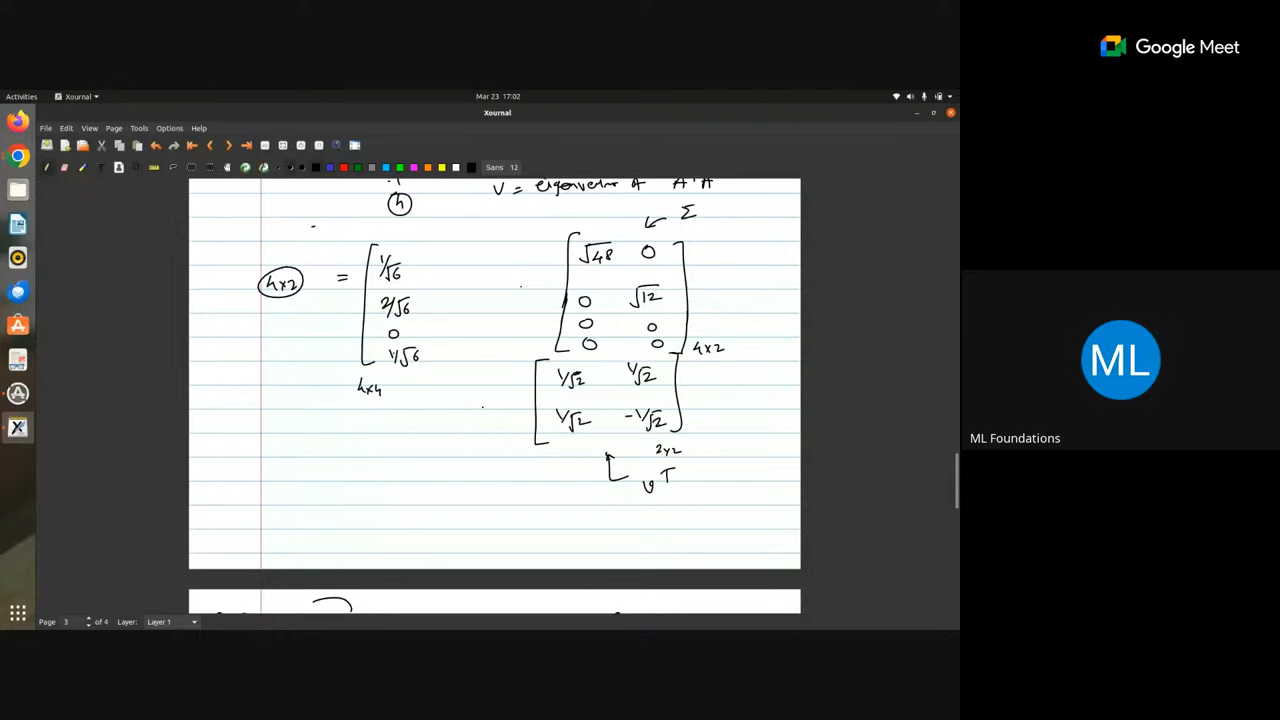 Google Meet
Activities
Xournal
Mar 23 17:02
Xournal
File Edit View Page Tools Options Help
Sans 12
V = eigenvector of
4
Σ
4x2 =
1/√6
2/√6
0
1/√6
4x4
√48 0
0 √12
0 0
0 0
4x2
1/√2 1/√2
1/√2 -1/√2
2x2
V T
ML
ML Foundations
Page 3 of 4 Layer: Layer 1